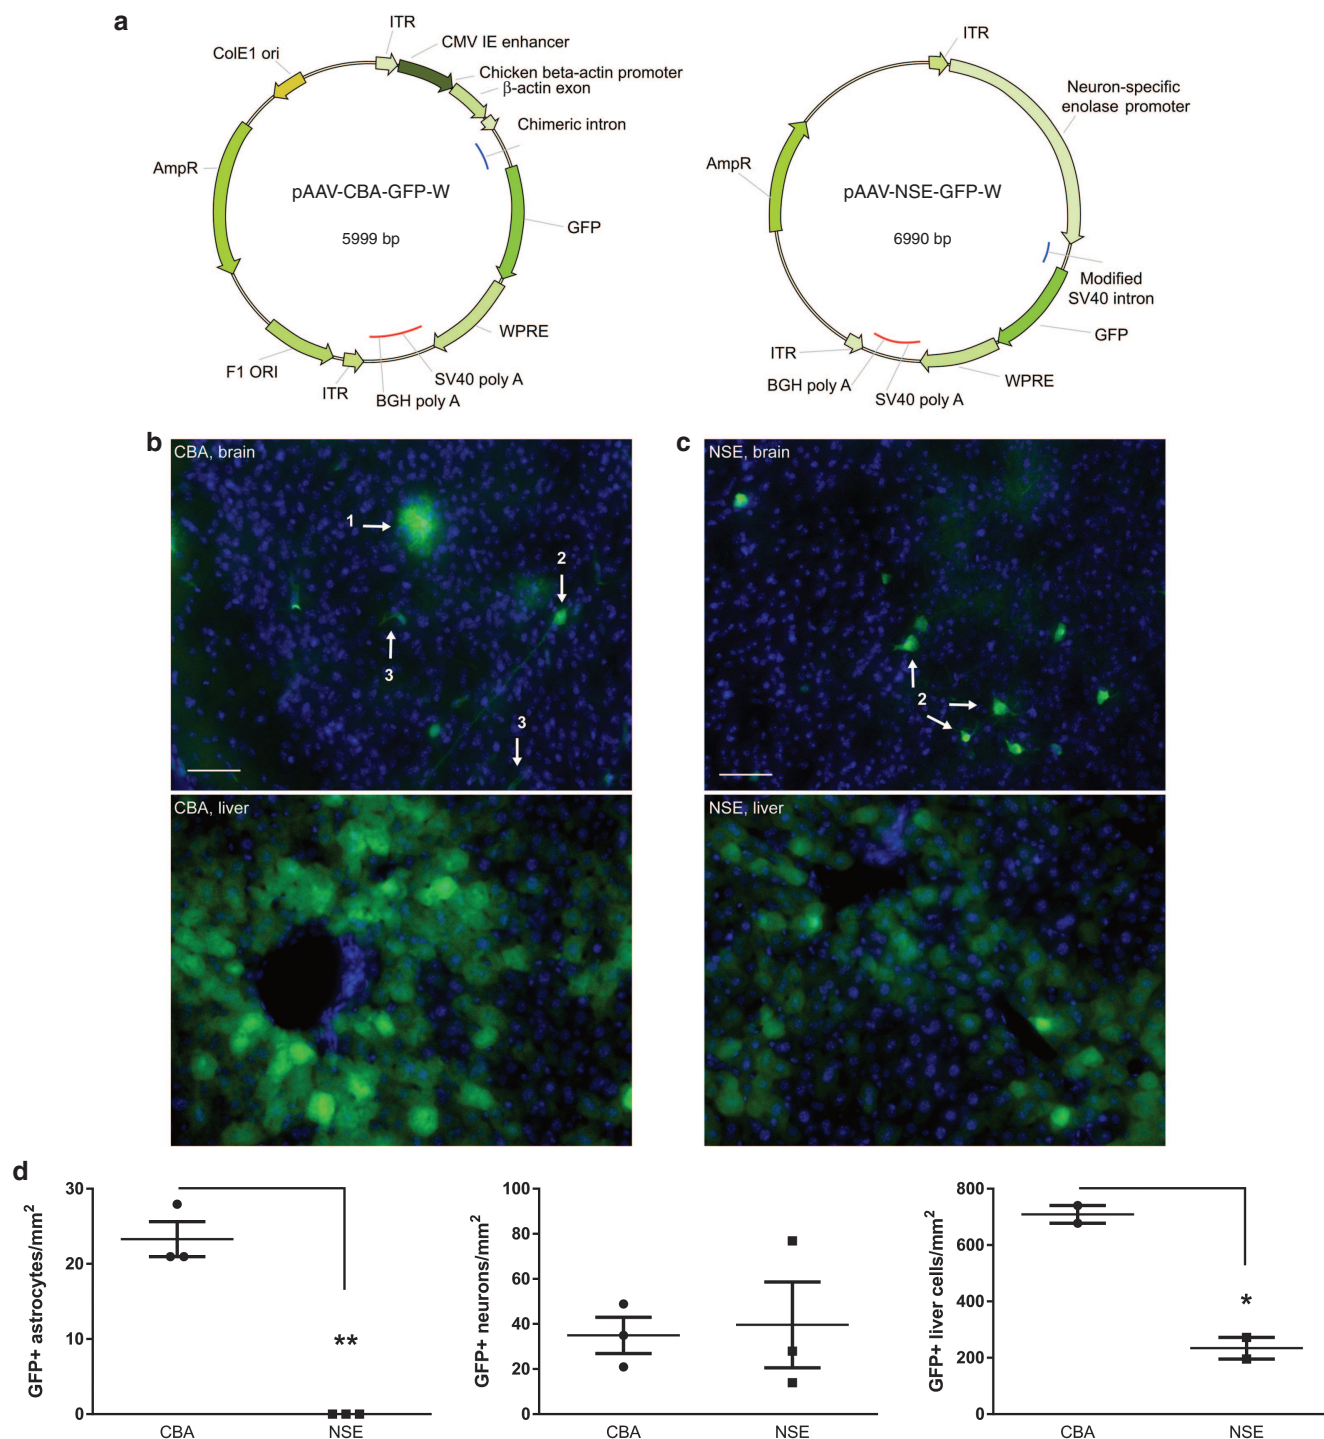 a
ITR
CMV IE enhancer
ColE1 ori
Chicken beta-actin promoter
β-actin exon
Chimeric intron
AmpR
pAAV-CBA-GFP-W
5999 bp
GFP
WPRE
SV40 poly A
BGH poly A
ITR
F1 ORI
ITR
Neuron-specific
enolase promoter
AmpR
pAAV-NSE-GFP-W
6990 bp
Modified
SV40 intron
GFP
WPRE
SV40 poly A
BGH poly A
ITR
b
CBA, brain
1
2
3
3
CBA, liver
c
NSE, brain
2
NSE, liver
d
GFP+ astrocytes/mm²
30
20
10
0
**
CBA
NSE
GFP+ neurons/mm²
100
80
60
40
20
0
CBA
NSE
GFP+ liver cells/mm²
800
600
400
200
0
*
CBA
NSE